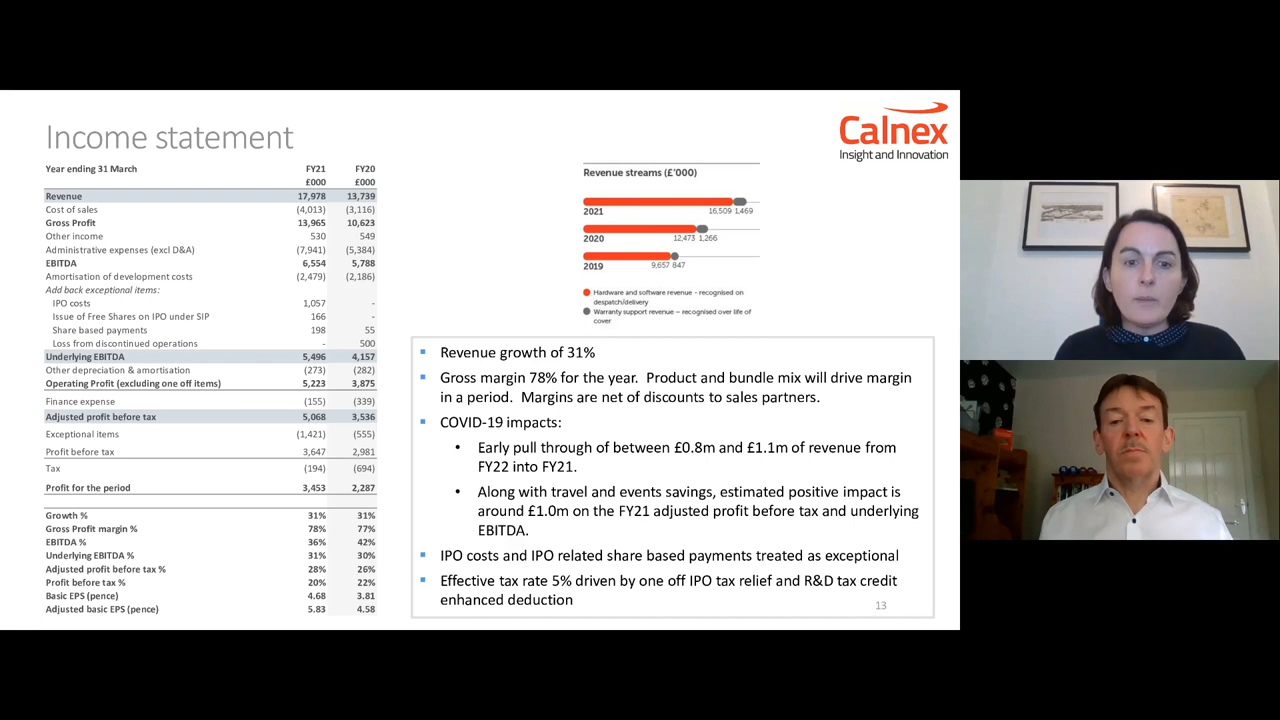 Income statement
Calnex
Insight and Innovation
Year ending 31 March FY21 FY20
£000 £000
Revenue 17,978 13,739
Cost of sales (4,013) (3,116)
Gross Profit 13,965 10,623
Other income 530 549
Administrative expenses (excl D&A) (7,941) (5,384)
EBITDA 6,554 5,788
Amortisation of development costs (2,479) (2,186)
Add back exceptional items:
IPO costs 1,057 -
Issue of Free Shares on IPO under SIP 166 -
Share based payments 198 55
Loss from discontinued operations - 500
Underlying EBITDA 5,496 4,157
Other depreciation & amortisation (273) (282)
Operating Profit (excluding one off items) 5,223 3,875
Finance expense (155) (339)
Adjusted profit before tax 5,068 3,536
Exceptional items (1,421) (555)
Profit before tax 3,647 2,981
Tax (194) (694)
Profit for the period 3,453 2,287
Growth % 31% 31%
Gross Profit margin % 78% 77%
EBITDA % 36% 42%
Underlying EBITDA % 31% 30%
Adjusted profit before tax % 28% 26%
Profit before tax % 20% 22%
Basic EPS (pence) 4.68 3.81
Adjusted basic EPS (pence) 5.83 4.58
Revenue streams (£'000)
2021 16,509 1,469
2020 12,473 1,266
2019 9,657 847
Hardware and software revenue - recognised on
despatch/delivery
Warranty support revenue – recognised over life of
cover
▪ Revenue growth of 31%
▪ Gross margin 78% for the year. Product and bundle mix will drive margin
in a period. Margins are net of discounts to sales partners.
▪ COVID-19 impacts:
• Early pull through of between £0.8m and £1.1m of revenue from
FY22 into FY21.
• Along with travel and events savings, estimated positive impact is
around £1.0m on the FY21 adjusted profit before tax and underlying
EBITDA.
▪ IPO costs and IPO related share based payments treated as exceptional
▪ Effective tax rate 5% driven by one off IPO tax relief and R&D tax credit
enhanced deduction
13